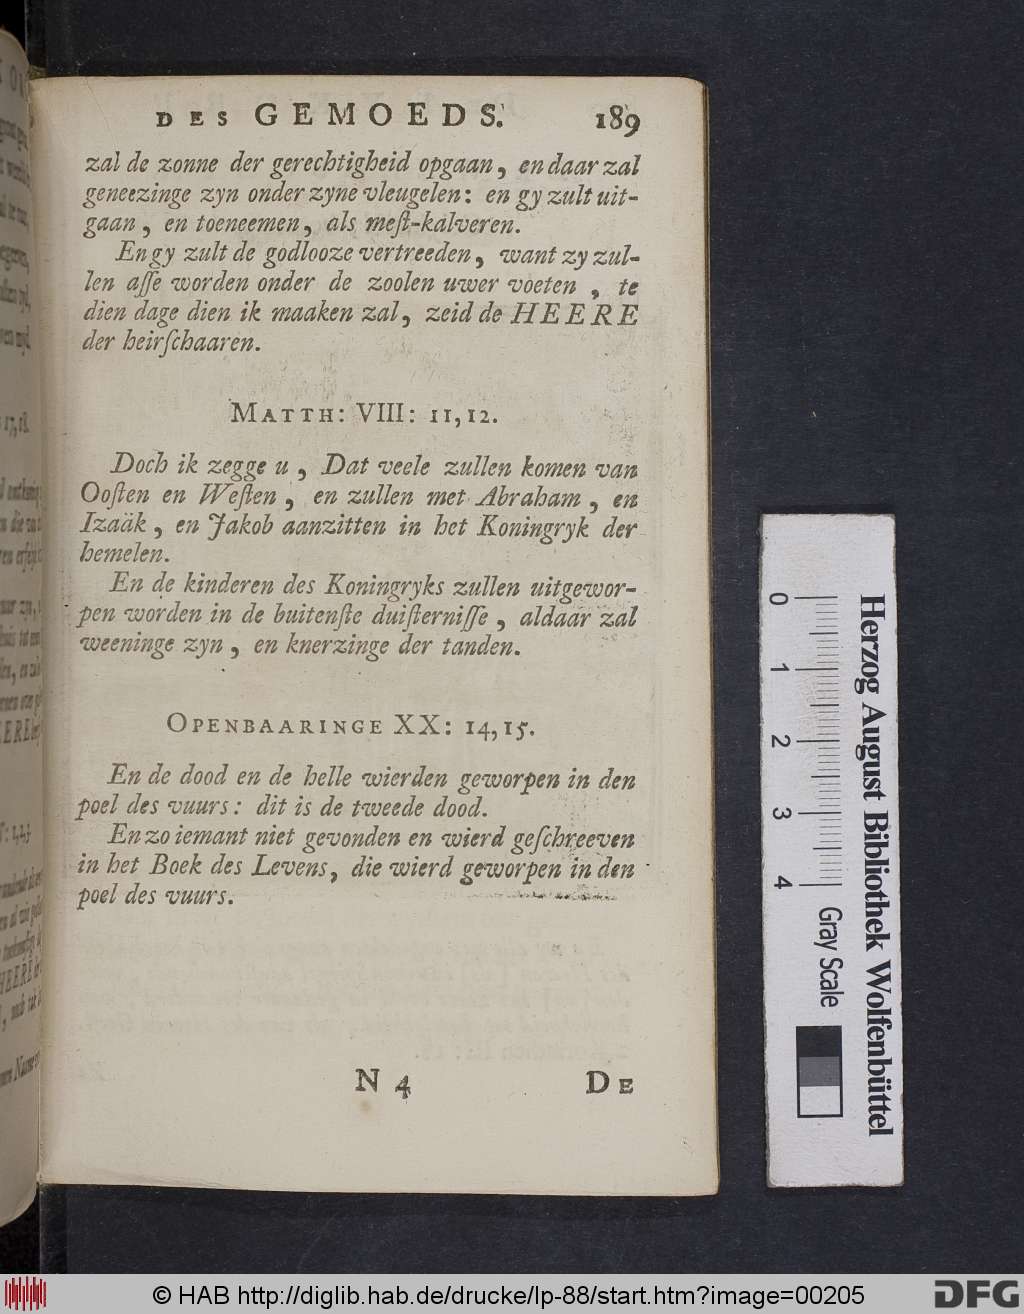 DES GEMOEDS. 189
zal de zonne der gerechtigheid opgaan, en daar zal
geneezinge zyn onder zyne vleugelen: en gy zult uit-
gaan, en toeneemen, als meſt-kalveren.
En gy zult de godlooze vertreeden, want zy zul-
len aſſe worden onder de zoolen uwer voeten, te
dien dage dien ik maaken zal, zeid de HEERE
der heirſchaaren.
MATTH: VIII: 11, 12.
Doch ik zegge u, Dat veele zullen komen van
Ooſten en Weſten, en zullen met Abraham, en
Izaäk, en Jakob aanzitten in het Koningryk der
hemelen.
En de kinderen des Koningryks zullen uitgewor-
pen worden in de buitenſte duiſterniſſe, aldaar zal
weeninge zyn, en knerzinge der tanden.
OPENBAARINGE XX: 14, 15.
En de dood en de helle wierden geworpen in den
poel des vuurs: dit is de tweede dood.
En zo iemant niet gevonden en wierd geſchreeven
in het Boek des Levens, die wierd geworpen in den
poel des vuurs.
N 4 DE
Herzog August Bibliothek Wolfenbüttel
0 1 2 3 4 Gray Scale
© HAB http://diglib.hab.de/drucke/lp-88/start.htm?image=00205
DFG